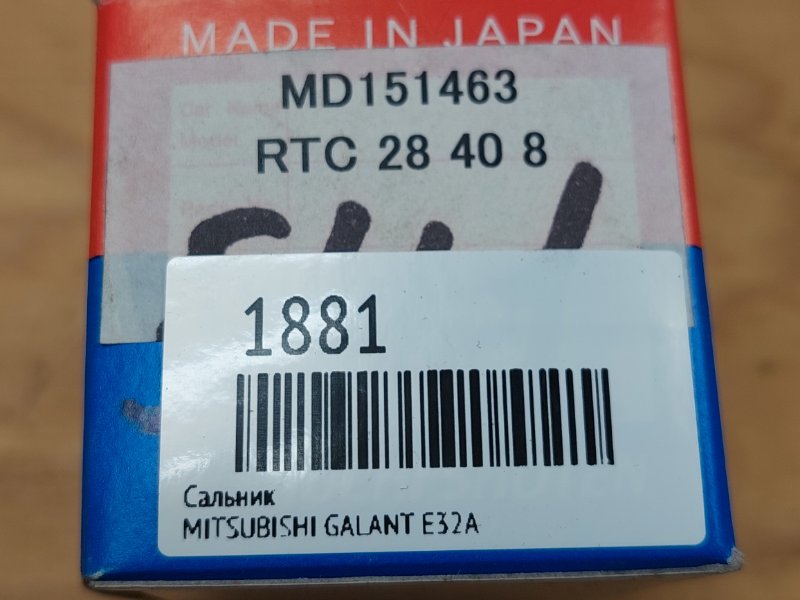 MADE IN JAPAN
MD151463
RTC 28 40 8
1881
Сальник
MITSUBISHI GALANT E32A